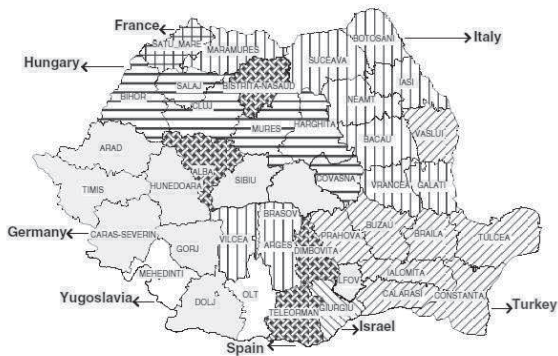 France
BOTOSANI
Italy
SATU_MARE
MARAMURES
SUCEAVA
Hungary
SALAJ
BISTRITA-NASAUD
IASI
BIHOR
CLUJ
NEAMT
MURES
HARGHITA
VASLUI
BACAU
ARAD
ALBA
SIBIU
COVASNA
TIMIS
HUNEDOARA
VRANCEA
GALATI
BRASOV
BUZAU
Germany
CARAS-SEVERIN
GORJ
VILCEA
ARGES
PRAHOVA
BRAILA
TULCEA
DIMBOVITA
MEHEDINTI
ILFOV
IALOMITA
Yugoslavia
DOLJ
OLT
CALARASI
CONSTANTA
TELEORMAN
GIURGIU
Turkey
Israel
Spain